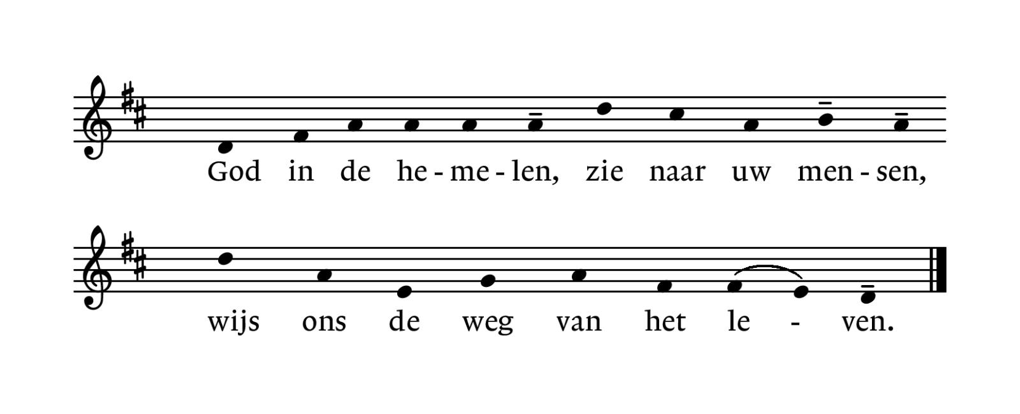 God in de he - me - len, zie naar uw men - sen,
wijs ons de weg van het le - ven.